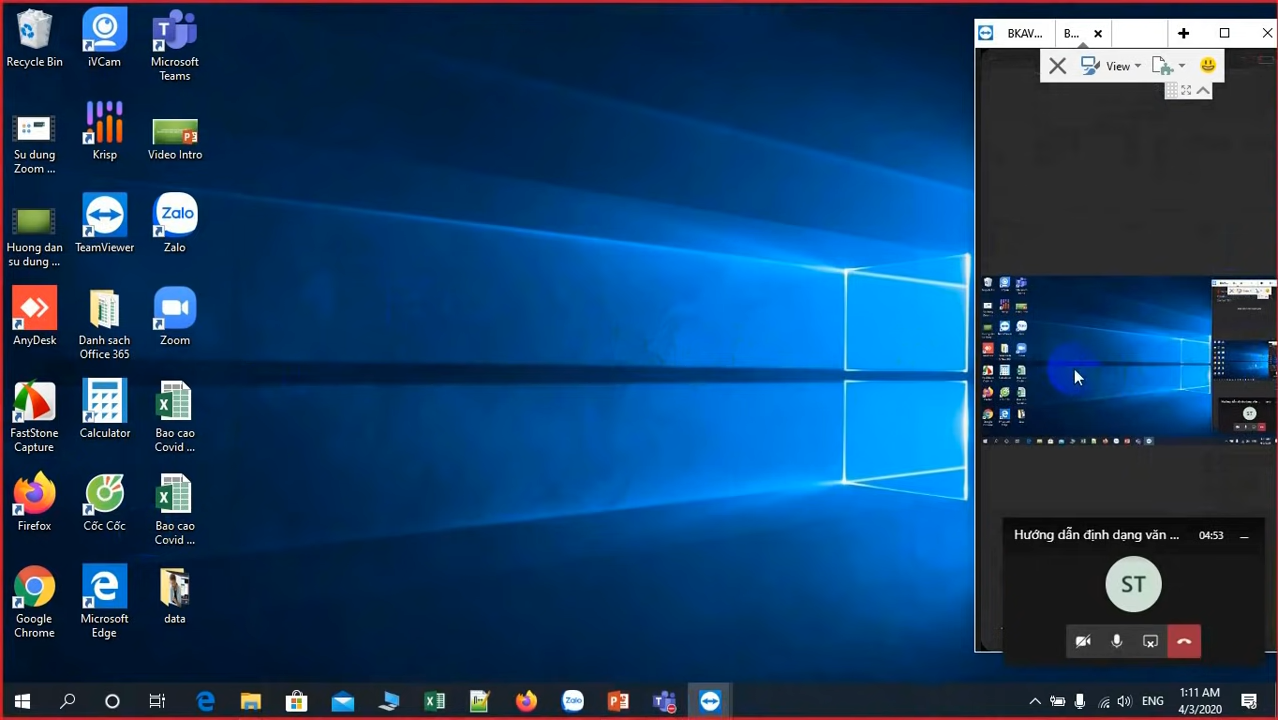 Recycle Bin
iVCam
Microsoft
Teams
Su dung
Zoom ...
Krisp
Video Intro
Huong dan
su dung ...
TeamViewer
Zalo
Zalo
AnyDesk
Danh sach
Office 365
Zoom
FastStone
Capture
Calculator
Bao cao
Covid ...
Firefox
Cốc Cốc
Bao cao
Covid ...
Google
Chrome
Microsoft
Edge
data
BKAV...
B...
View
Hướng dẫn định dạng văn ...
04:53
ST
Zalo
ENG
1:11 AM
4/3/2020